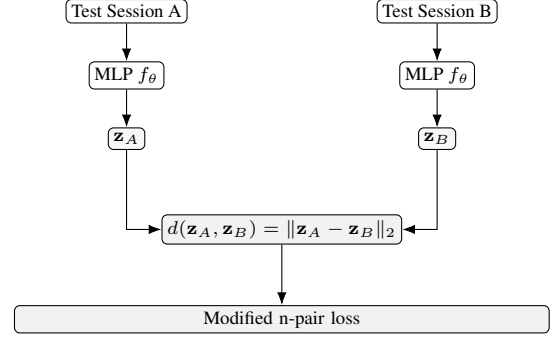 Test Session A
Test Session B
MLP $f_\theta$
MLP $f_\theta$
$\mathbf{z}_A$
$\mathbf{z}_B$
$d(\mathbf{z}_A, \mathbf{z}_B) = \|\mathbf{z}_A - \mathbf{z}_B\|_2$
Modified n-pair loss